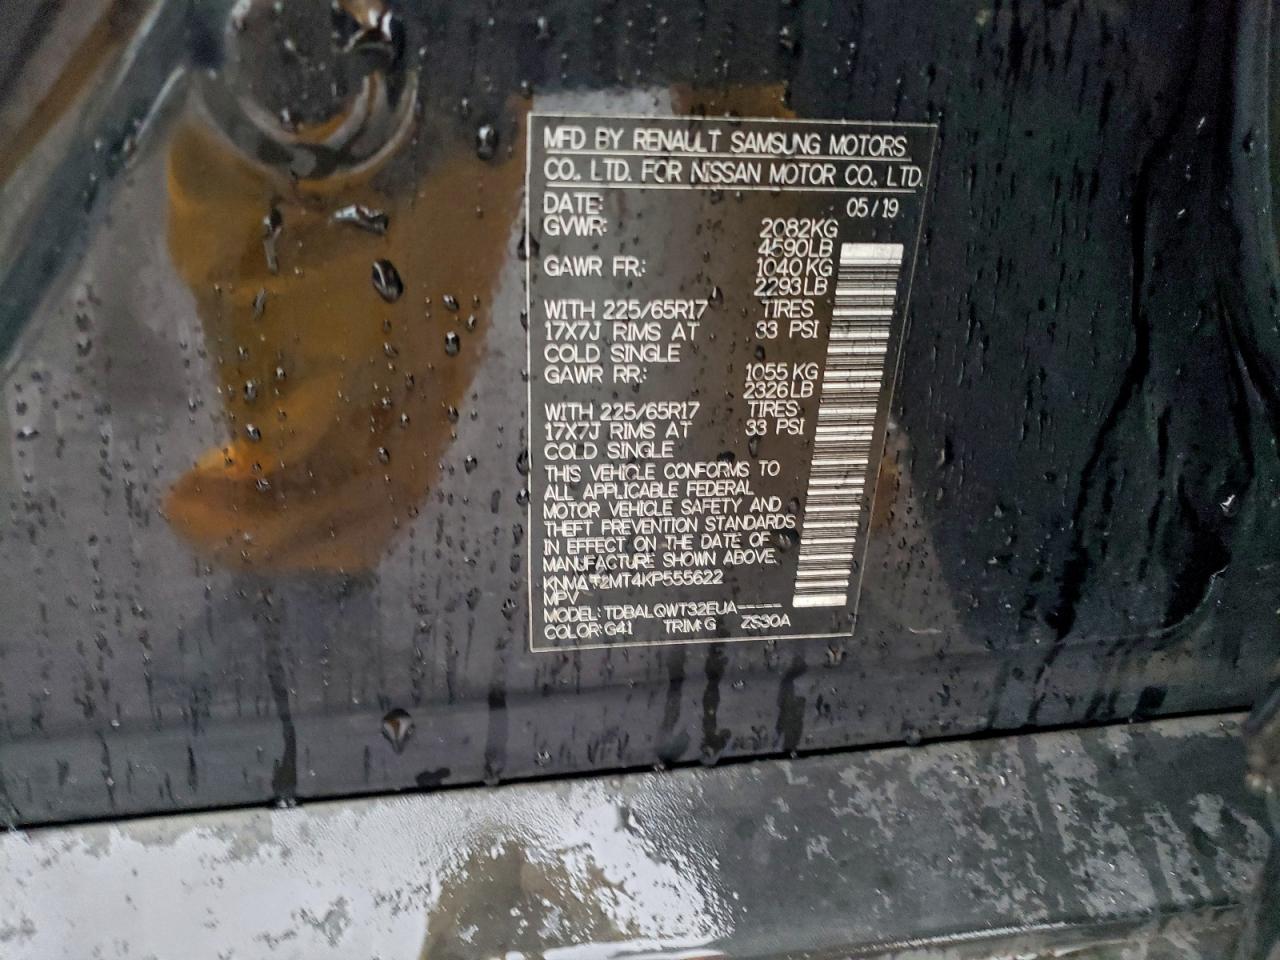 MFD BY RENAULT SAMSUNG MOTORS
CO., LTD. FOR NISSAN MOTOR CO., LTD.
DATE: 05/19
GVWR: 2082KG
4590LB
GAWR FR.: 1040KG
2293LB
WITH 225/65R17 TIRES
17X7J RIMS AT 33 PSI
COLD SINGLE
GAWR RR.: 1055KG
2326LB
WITH 225/65R17 TIRES
17X7J RIMS AT 33 PSI
COLD SINGLE
THIS VEHICLE CONFORMS TO
ALL APPLICABLE FEDERAL
MOTOR VEHICLE SAFETY AND
THEFT PREVENTION STANDARDS
IN EFFECT ON THE DATE OF
MANUFACTURE SHOWN ABOVE.
KNMAT2MT4KP555622
MPV
MODEL: TDBALQWT32EUA-----
COLOR: G41 TRIM: G ZS30A